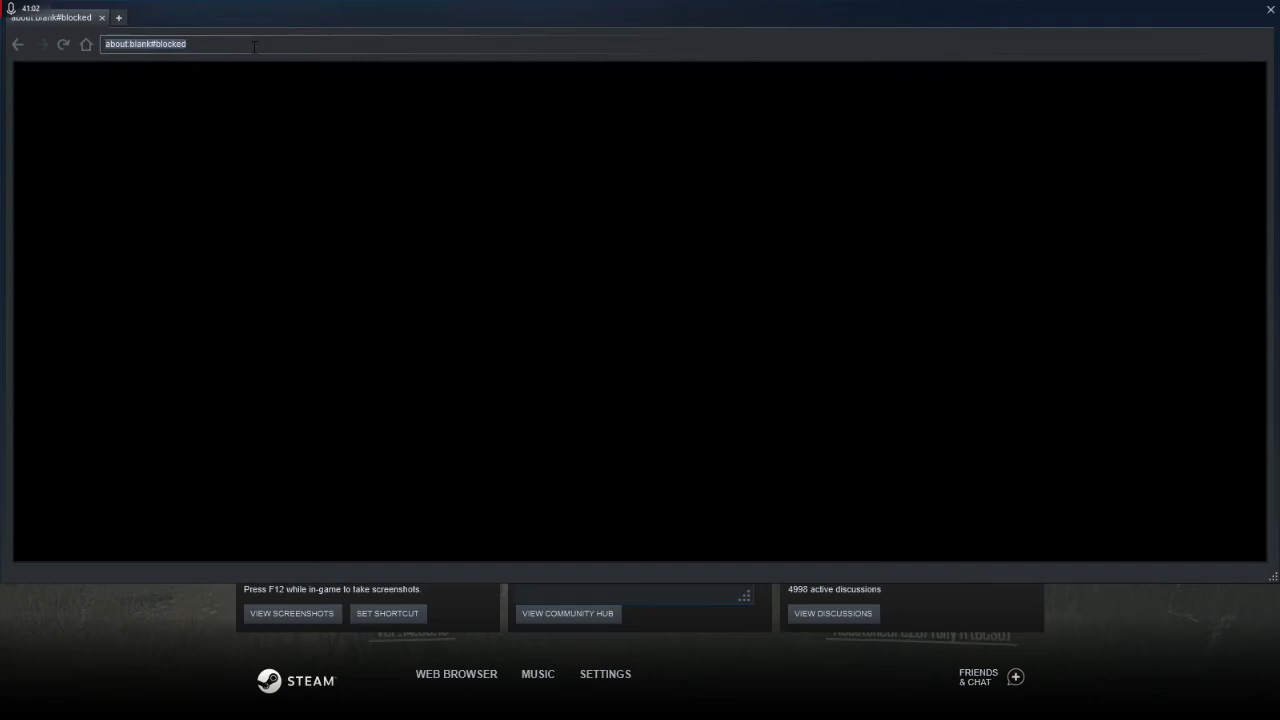 41:02
about:blank#blocked
about:blank#blocked
Press F12 while in-game to take screenshots
4998 active discussions
VIEW SCREENSHOTS
SET SHORTCUT
VIEW COMMUNITY HUB
VIEW DISCUSSIONS
STEAM
WEB BROWSER
MUSIC
SETTINGS
FRIENDS
& CHAT